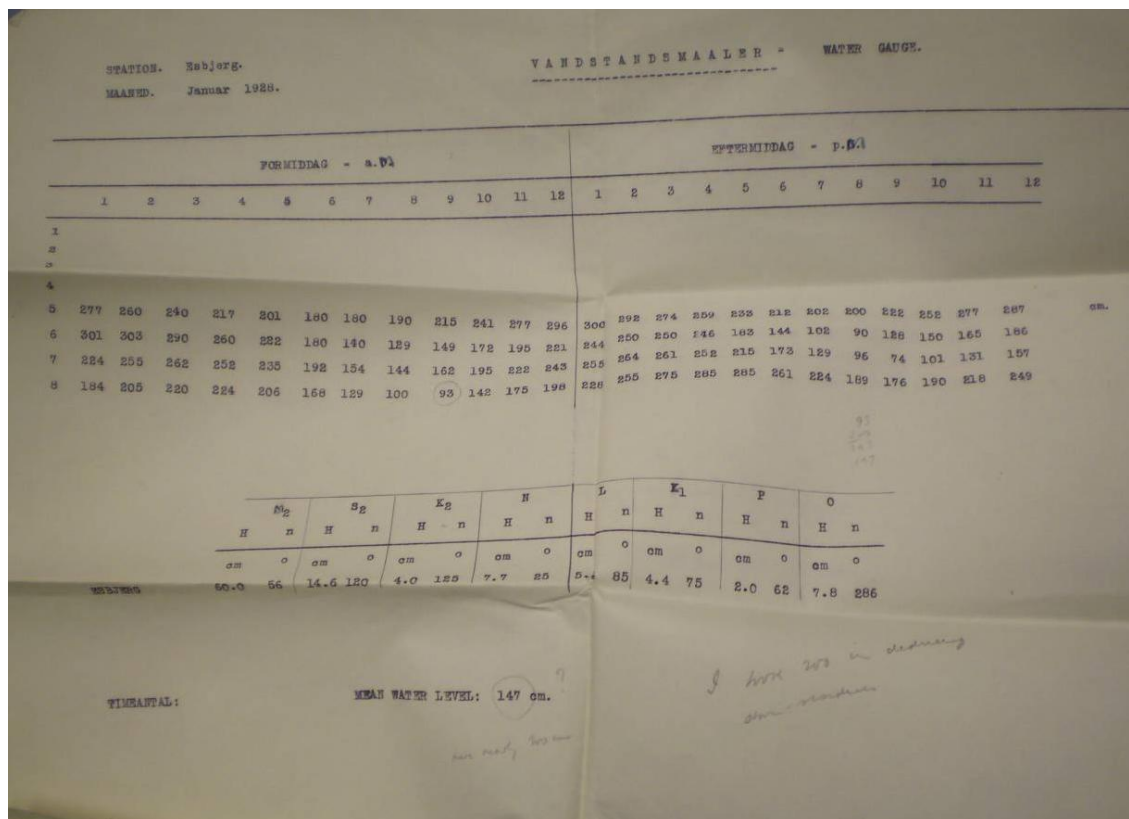 STATION. Esbjerg. VANDSTANDSMAALER - WATER GAUGE.
MAANED. Januar 1928.
FORMIDDAG - a. EFTERMIDDAG - p.
1 2 3 4 5 6 7 8 9 10 11 12 1 2 3 4 5 6 7 8 9 10 11 12
1
2
3
4
5 277 260 240 217 201 180 180 190 215 241 277 296 300 292 274 259 235 212 202 200 222 252 277 287 cm.
6 301 303 290 260 222 180 140 129 149 172 195 221 244 250 250 246 183 144 102 90 128 150 165 186
7 224 255 262 252 235 192 154 144 162 195 222 243 255 264 261 252 215 173 129 96 74 101 131 157
8 184 205 220 224 206 168 129 100 93 142 175 198 228 255 275 285 285 261 224 189 176 190 218 249
93
147
M2 S2 K2 N L K1 P O
H n H n H n H n H n H n H n H n
cm o cm o cm o cm o cm o cm o cm o cm o
ESBJERG 60.0 56 14.6 120 4.0 125 7.7 25 85 4.4 75 2.0 62 7.8 286
TIMEANTAL: MEAN WATER LEVEL: 147 cm. ?
I have 200 in